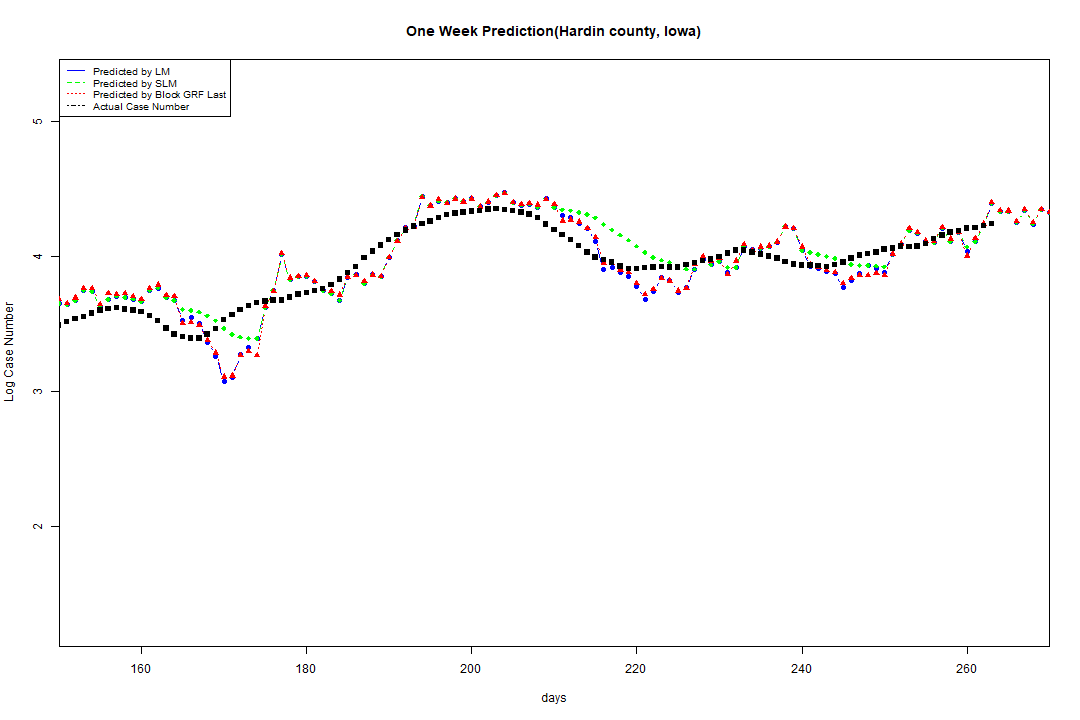 One Week Prediction(Hardin county, Iowa)
Predicted by LM
Predicted by SLM
Predicted by Block GRF Last
Actual Case Number
5
4
3
2
Log Case Number
160 180 200 220 240 260
days